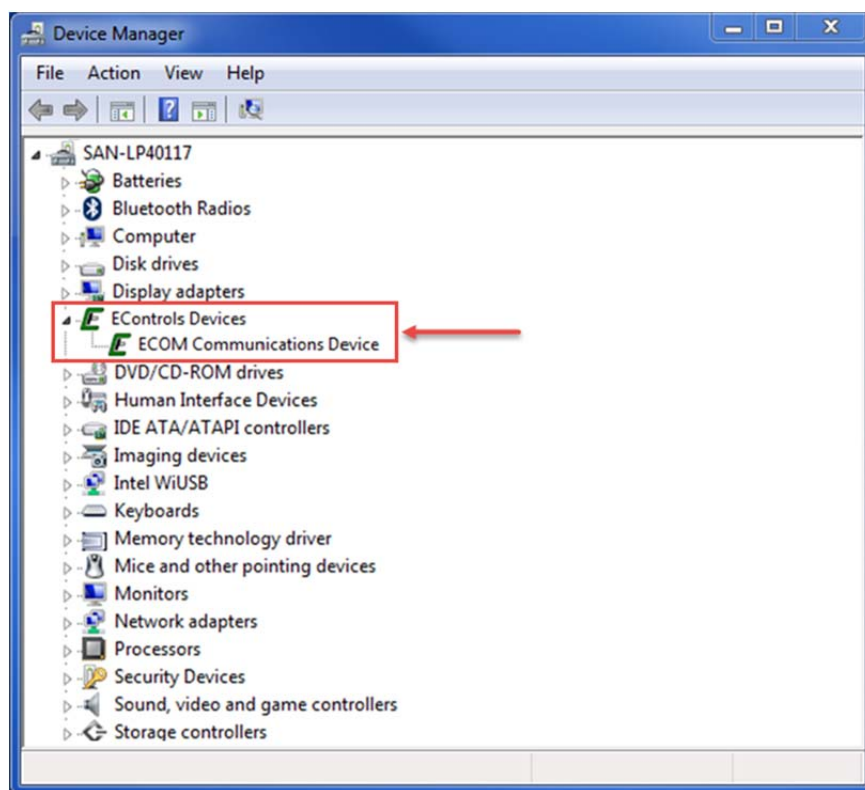 Device Manager
File Action View Help
SAN-LP40117
Batteries
Bluetooth Radios
Computer
Disk drives
Display adapters
EControls Devices
ECOM Communications Device
DVD/CD-ROM drives
Human Interface Devices
IDE ATA/ATAPI controllers
Imaging devices
Intel WiUSB
Keyboards
Memory technology driver
Mice and other pointing devices
Monitors
Network adapters
Processors
Security Devices
Sound, video and game controllers
Storage controllers